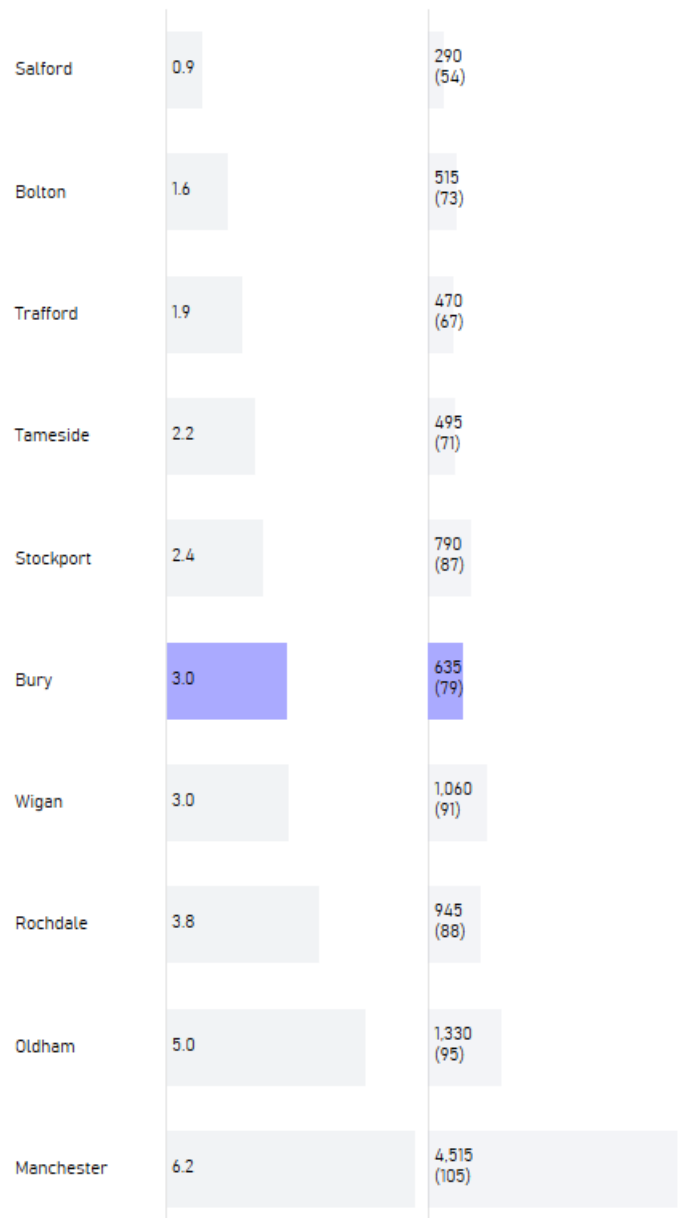 Salford 0.9 290
(54)
Bolton 1.6 515
(73)
Trafford 1.9 470
(67)
Tameside 2.2 495
(71)
Stockport 2.4 790
(87)
Bury 3.0 635
(79)
Wigan 3.0 1,060
(91)
Rochdale 3.8 945
(88)
Oldham 5.0 1,330
(95)
Manchester 6.2 4,515
(105)